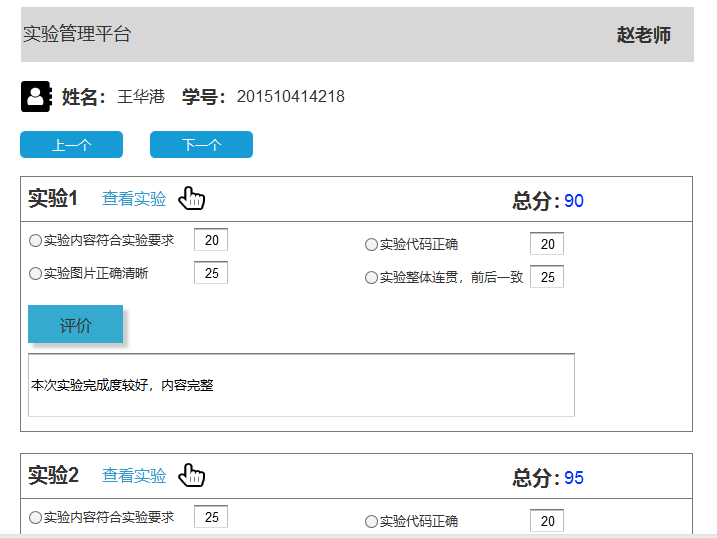 实验管理平台 赵老师
姓名： 王华港 学号： 201510414218
上一个 下一个
实验1 查看实验 总分：90
实验内容符合实验要求 20 实验代码正确 20
实验图片正确清晰 25 实验整体连贯，前后一致 25
评价
本次实验完成度较好，内容完整
实验2 查看实验 总分：95
实验内容符合实验要求 25 实验代码正确 20